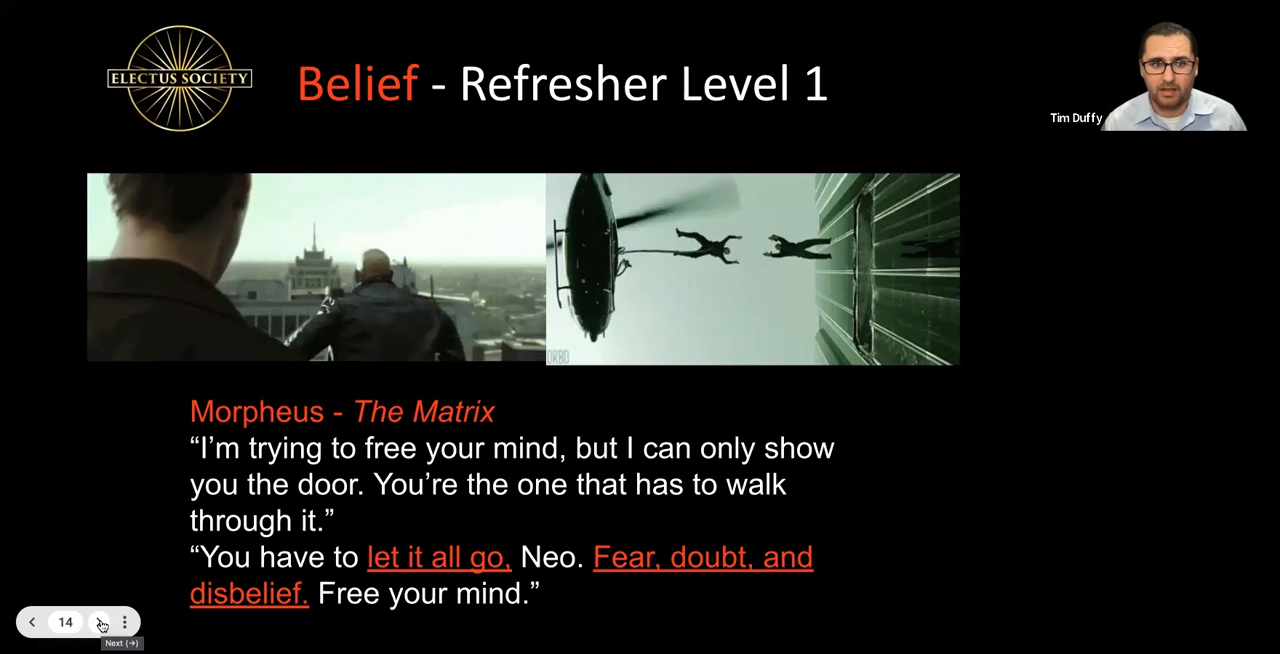 ELECTUS SOCIETY
Belief - Refresher Level 1
Tim Duffy
ORBO
Morpheus - The Matrix
“I’m trying to free your mind, but I can only show
you the door. You’re the one that has to walk
through it.”
“You have to let it all go, Neo. Fear, doubt, and
disbelief. Free your mind.”
14
Next (→)